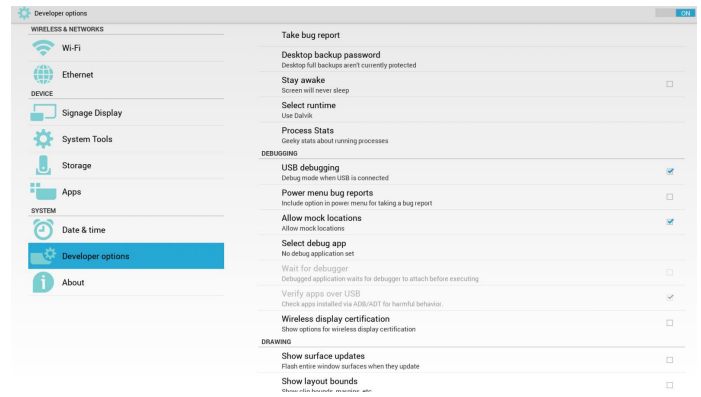 Developer options
ON
WIRELESS & NETWORKS
Wi-Fi
Ethernet
DEVICE
Signage Display
System Tools
Storage
Apps
SYSTEM
Date & time
Developer options
About
Take bug report
Desktop backup password
Desktop full backups aren't currently protected
Stay awake
Screen will never sleep
Select runtime
Use Dalvik
Process Stats
Geeky stats about running processes
DEBUGGING
USB debugging
Debug mode when USB is connected
Power menu bug reports
Include option in power menu for taking a bug report
Allow mock locations
Allow mock locations
Select debug app
No debug application set
Wait for debugger
Debugged application waits for debugger to attach before executing
Verify apps over USB
Check apps installed via ADB/ADT for harmful behavior.
Wireless display certification
Show options for wireless display certification
DRAWING
Show surface updates
Flash entire window surfaces when they update
Show layout bounds
Show clip bounds, margins, etc.